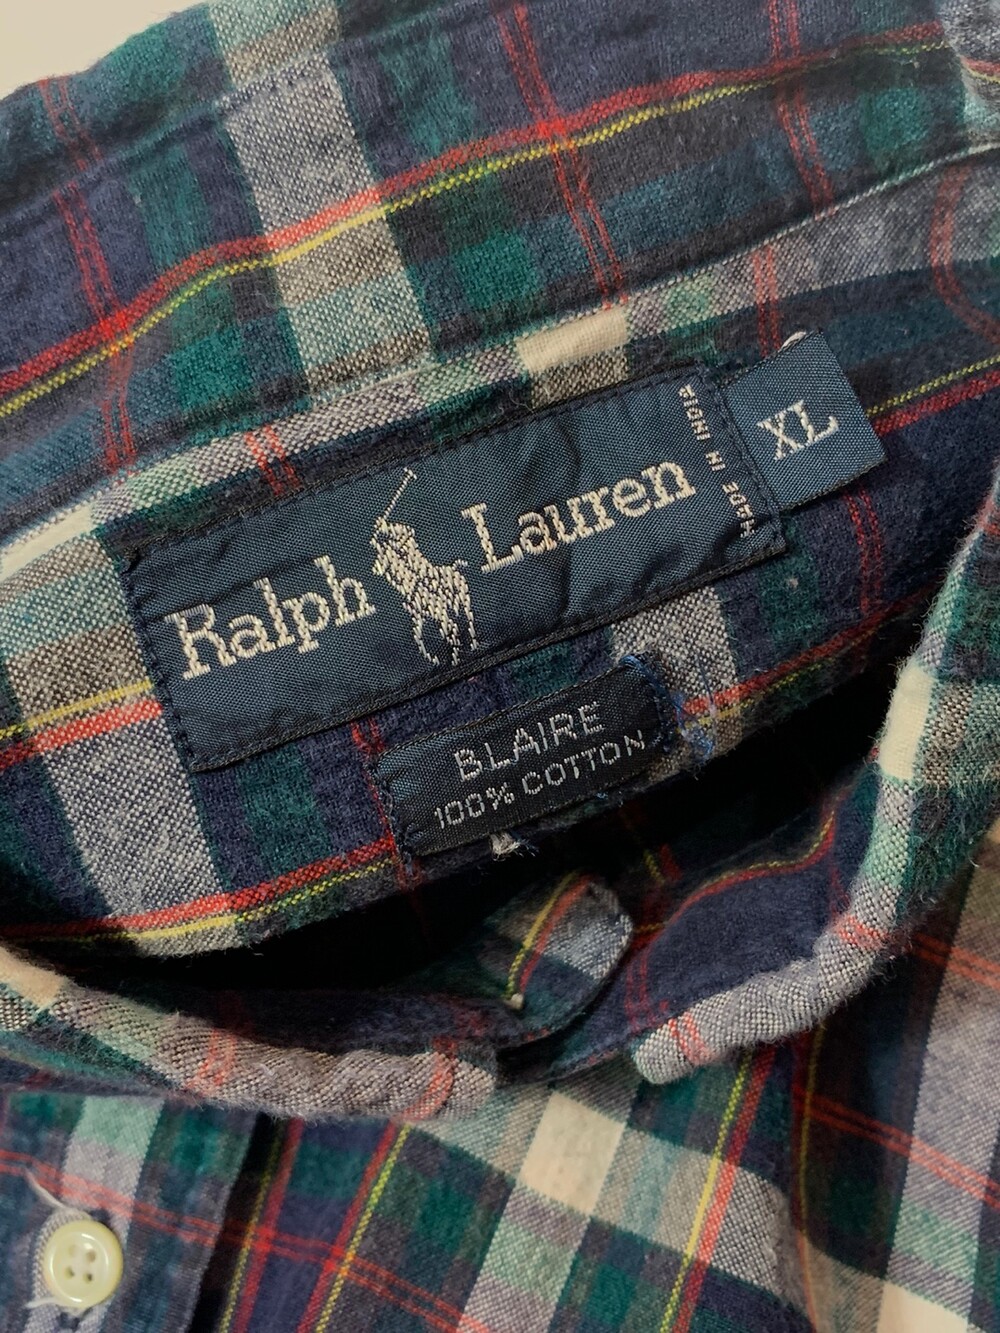 Ralph Lauren
MADE IN INDIA
XL
BLAIRE
100% COTTON